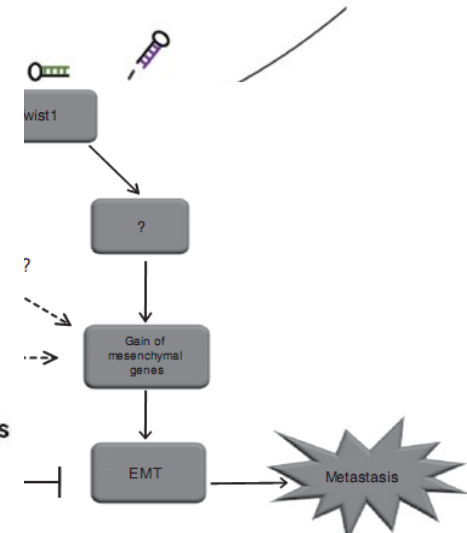 wist1
?
?
Gain of
mesenchymal
genes
s
EMT
Metastasis